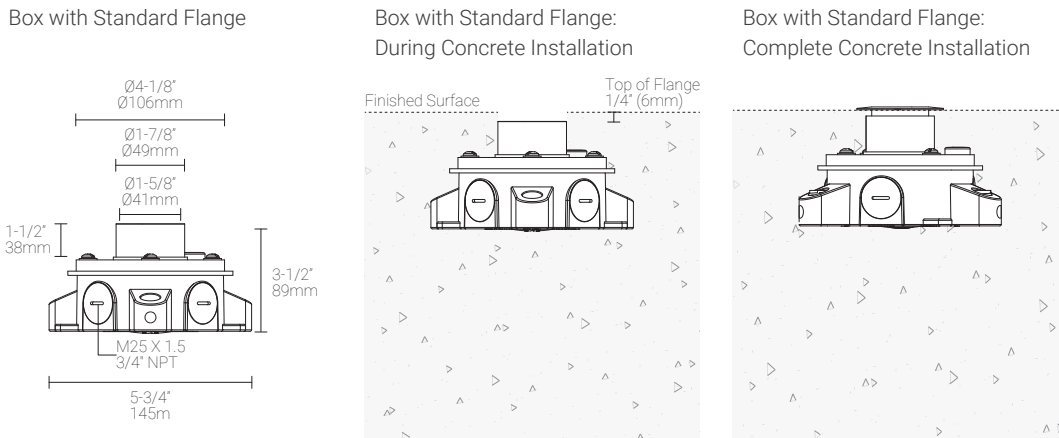 Box with Standard Flange
Ø4-1/8”
Ø106mm
Ø1-7/8”
Ø49mm
Ø1-5/8”
Ø41mm
1-1/2”
38mm
3-1/2”
89mm
M25 X 1.5
3/4” NPT
5-3/4”
145m
Box with Standard Flange:
During Concrete Installation
Finished Surface
Top of Flange
1/4” (6mm)
Box with Standard Flange:
Complete Concrete Installation